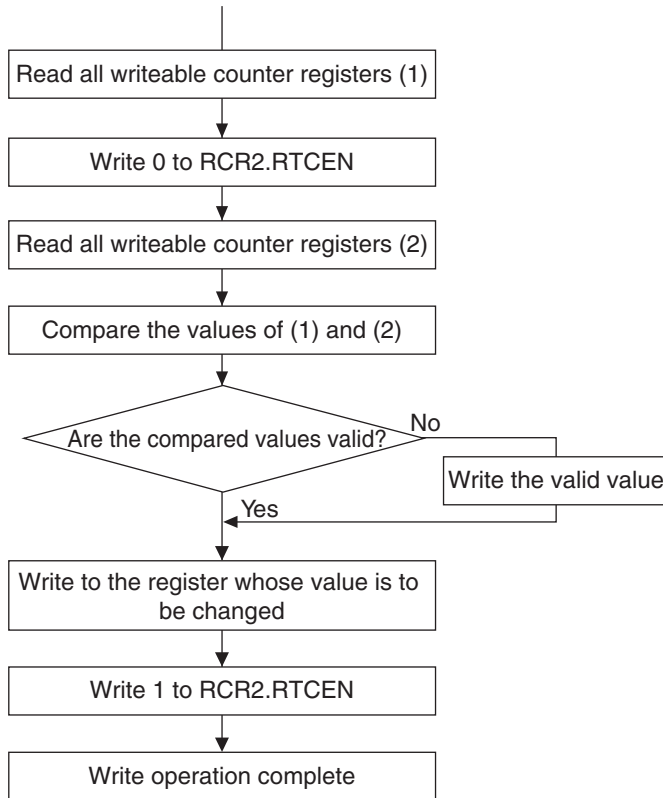 Read all writeable counter registers (1)
Write 0 to RCR2.RTCEN
Read all writeable counter registers (2)
Compare the values of (1) and (2)
Are the compared values valid?
No
Write the valid value
Yes
Write to the register whose value is to
be changed
Write 1 to RCR2.RTCEN
Write operation complete